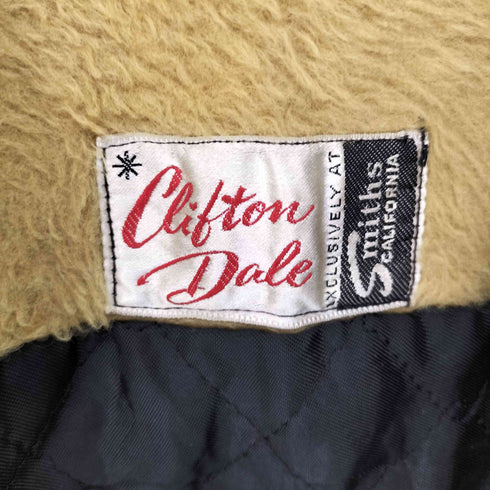 Clifton
Dale
EXCLUSIVELY AT
Smiths
CALIFORNIA